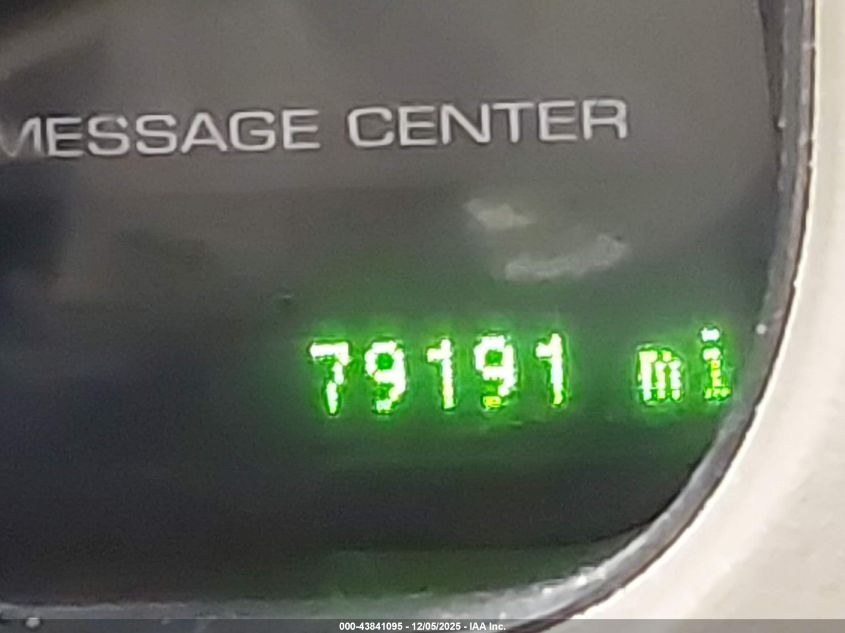 MESSAGE CENTER
79191 mi
000-43841095 - 12/05/2025 - IAA Inc.